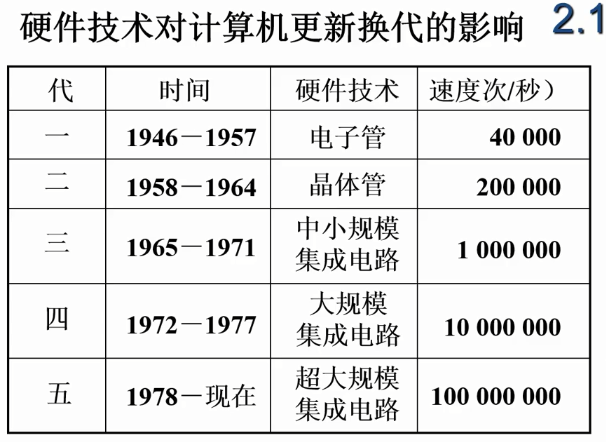 硬件技术对计算机更新换代的影响 2.1
代 时间 硬件技术 速度次/秒）
一 1946－1957 电子管 40 000
二 1958－1964 晶体管 200 000
三 1965－1971 中小规模
集成电路 1 000 000
四 1972－1977 大规模
集成电路 10 000 000
五 1978－现在 超大规模
集成电路 100 000 000